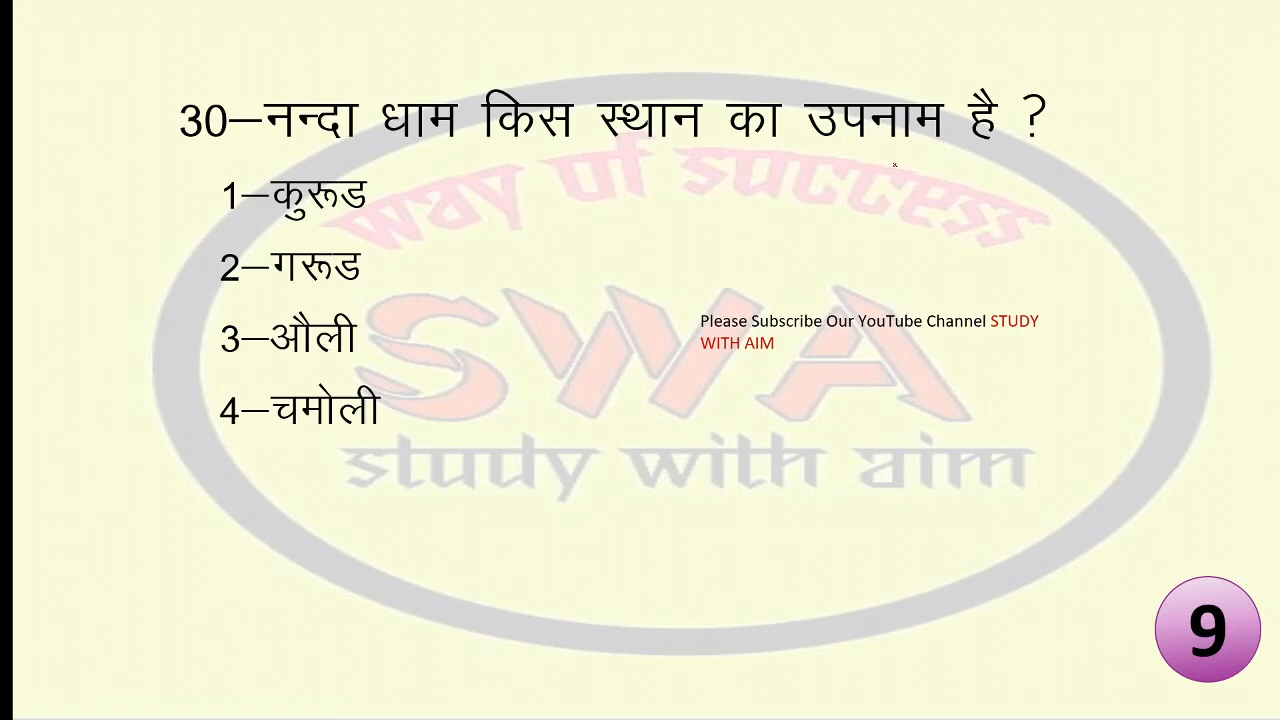 30–नन्दा धाम किस स्थान का उपनाम है ?
way of success
1–कुरूड
2–गरूड
3–औली
4–चमोली
SWA
Please Subscribe Our YouTube Channel STUDY
WITH AIM
study with aim
9